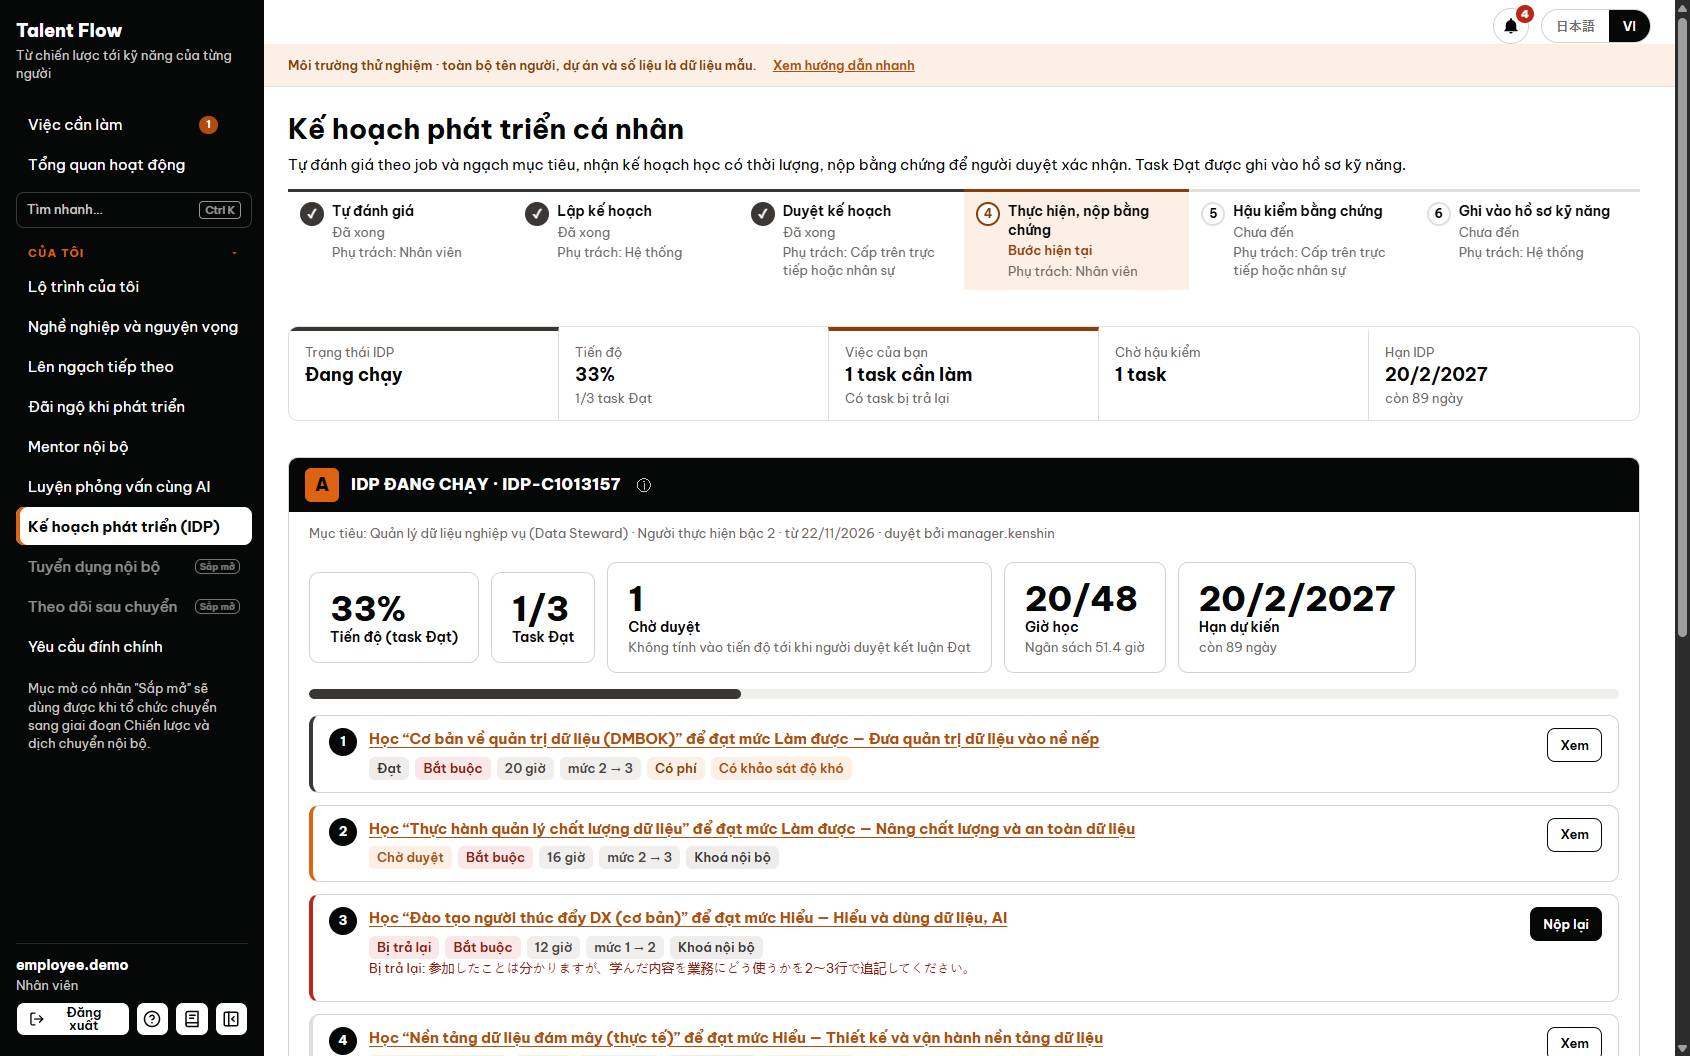 Talent Flow
Từ chiến lược tới kỹ năng của từng
người
Việc cần làm
1
Tổng quan hoạt động
Tìm nhanh...
Ctrl K
CỦA TÔI
-
Lộ trình của tôi
Nghề nghiệp và nguyện vọng
Lên ngạch tiếp theo
Đãi ngộ khi phát triển
Mentor nội bộ
Luyện phỏng vấn cùng AI
Kế hoạch phát triển (IDP)
Tuyển dụng nội bộ
Sắp mở
Theo dõi sau chuyển
Sắp mở
Yêu cầu đính chính
Mục mờ có nhãn "Sắp mở" sẽ
dùng được khi tổ chức chuyển
sang giai đoạn Chiến lược và
dịch chuyển nội bộ.
employee.demo
Nhân viên
Đăng
xuất
4
日本語
VI
Môi trường thử nghiệm · toàn bộ tên người, dự án và số liệu là dữ liệu mẫu.
Xem hướng dẫn nhanh
Kế hoạch phát triển cá nhân
Tự đánh giá theo job và ngạch mục tiêu, nhận kế hoạch học có thời lượng, nộp bằng chứng để người duyệt xác nhận. Task Đạt được ghi vào hồ sơ kỹ năng.
✓
Tự đánh giá
Đã xong
Phụ trách: Nhân viên
✓
Lập kế hoạch
Đã xong
Phụ trách: Hệ thống
✓
Duyệt kế hoạch
Đã xong
Phụ trách: Cấp trên trực
tiếp hoặc nhân sự
4
Thực hiện, nộp bằng
chứng
Bước hiện tại
Phụ trách: Nhân viên
5
Hậu kiểm bằng chứng
Chưa đến
Phụ trách: Cấp trên trực
tiếp hoặc nhân sự
6
Ghi vào hồ sơ kỹ năng
Chưa đến
Phụ trách: Hệ thống
Trạng thái IDP
Đang chạy
Tiến độ
33%
1/3 task Đạt
Việc của bạn
1 task cần làm
Có task bị trả lại
Chờ hậu kiểm
1 task
Hạn IDP
20/2/2027
còn 89 ngày
A
IDP ĐANG CHẠY · IDP-C1013157
Mục tiêu: Quản lý dữ liệu nghiệp vụ (Data Steward) · Người thực hiện bậc 2 · từ 22/11/2026 · duyệt bởi manager.kenshin
33%
Tiến độ (task Đạt)
1/3
Task Đạt
1
Chờ duyệt
Không tính vào tiến độ tới khi người duyệt kết luận Đạt
20/48
Giờ học
Ngân sách 51.4 giờ
20/2/2027
Hạn dự kiến
còn 89 ngày
1
Học “Cơ bản về quản trị dữ liệu (DMBOK)” để đạt mức Làm được — Đưa quản trị dữ liệu vào nề nếp
Đạt
Bắt buộc
20 giờ
mức 2 → 3
Có phí
Có khảo sát độ khó
Xem
2
Học “Thực hành quản lý chất lượng dữ liệu” để đạt mức Làm được — Nâng chất lượng và an toàn dữ liệu
Chờ duyệt
Bắt buộc
16 giờ
mức 2 → 3
Khoá nội bộ
Xem
3
Học “Đào tạo người thúc đẩy DX (cơ bản)” để đạt mức Hiểu — Hiểu và dùng dữ liệu, AI
Bị trả lại
Bắt buộc
12 giờ
mức 1 → 2
Khoá nội bộ
Bị trả lại: 参加したことは分かりますが、学んだ内容を業務にどう使うかを2〜3行で追記してください。
Nộp lại
4
Học “Nền tảng dữ liệu đám mây (thực tế)” để đạt mức Hiểu — Thiết kế và vận hành nền tảng dữ liệu
Xem